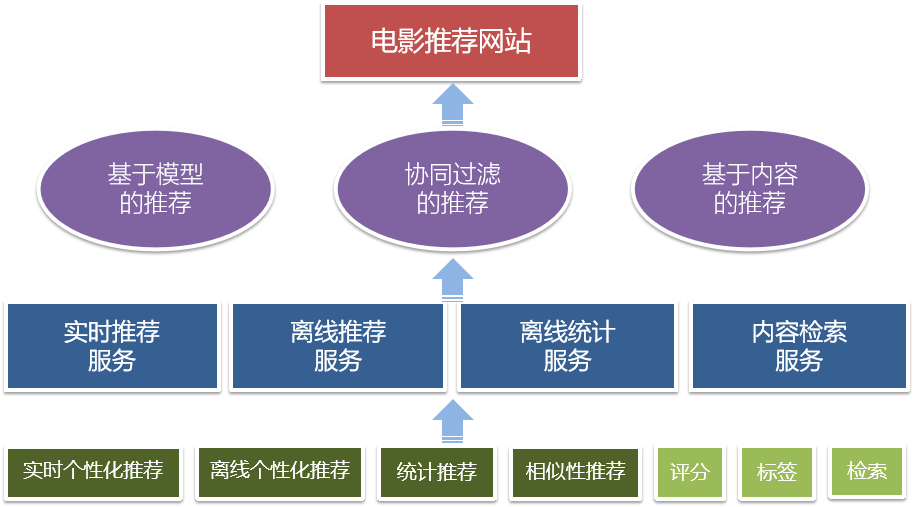 电影推荐网站
基于模型
的推荐
协同过滤
的推荐
基于内容
的推荐
实时推荐
服务
离线推荐
服务
离线统计
服务
内容检索
服务
实时个性化推荐
离线个性化推荐
统计推荐
相似性推荐
评分
标签
检索